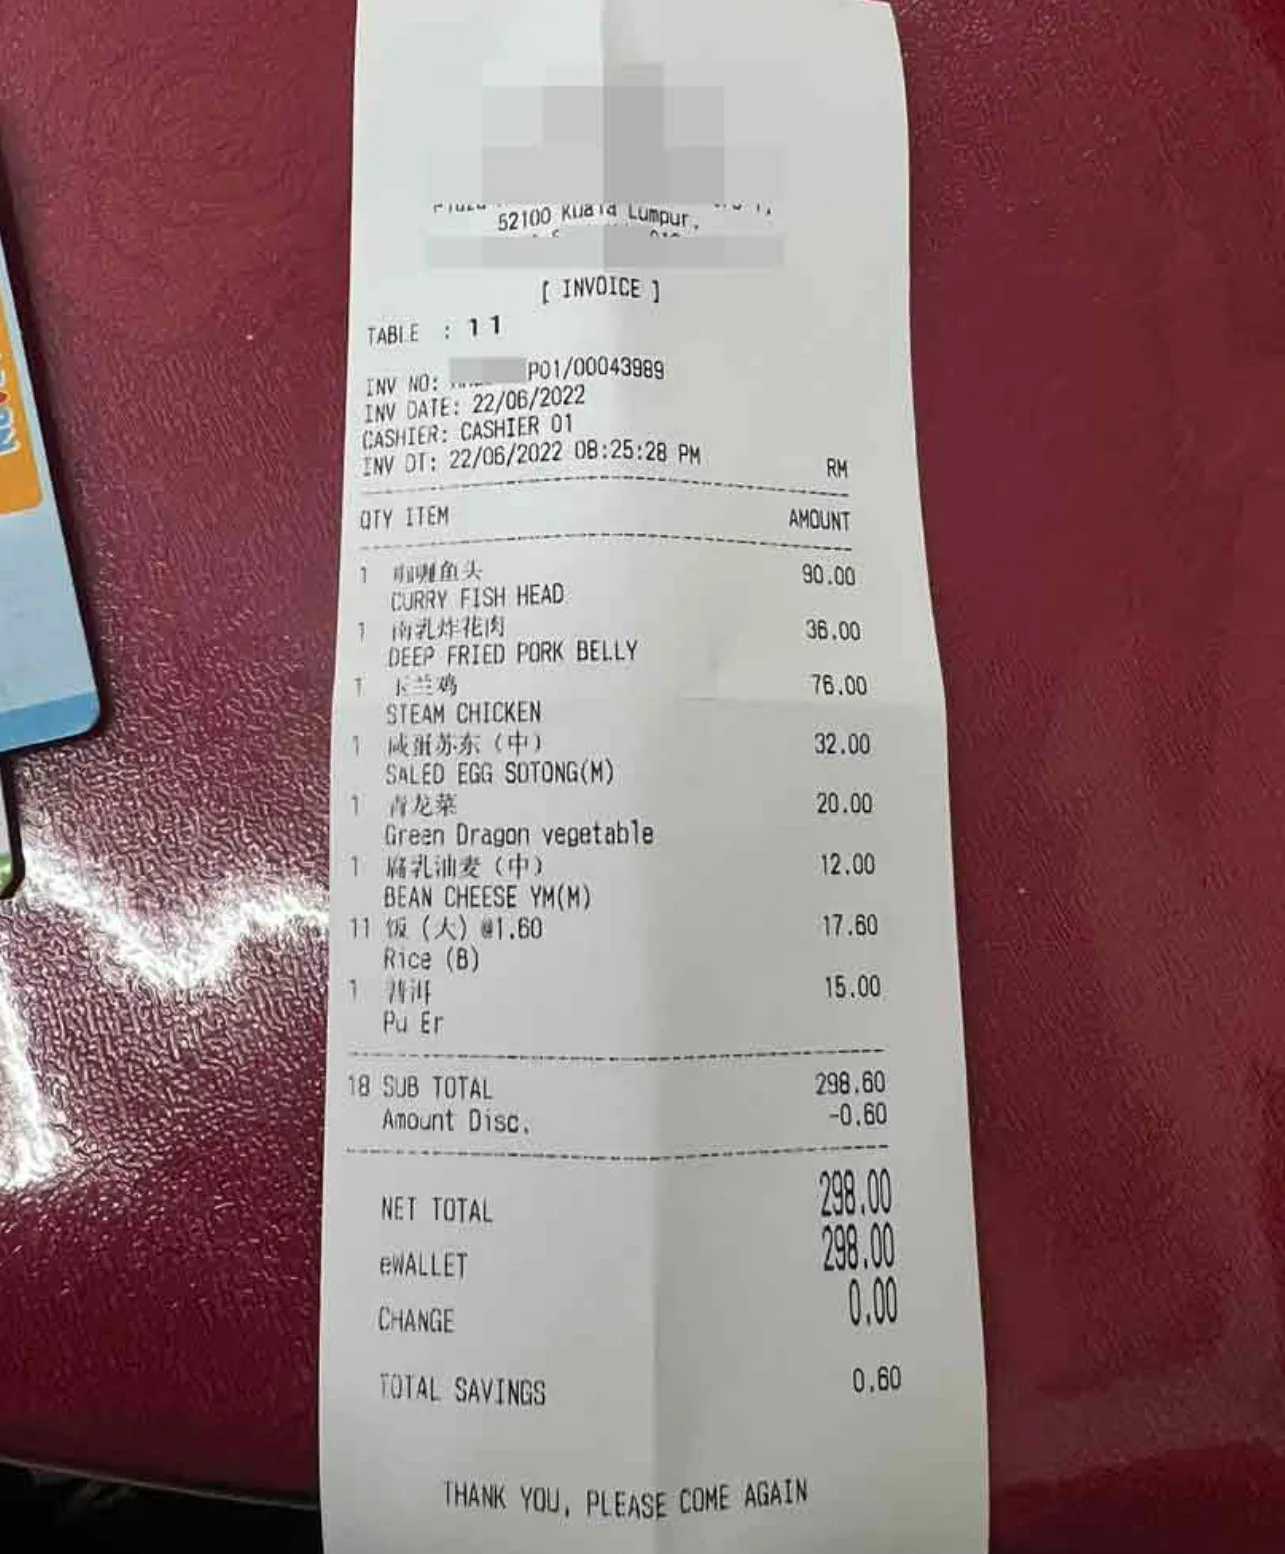 52100 Kuala Lumpur,
[ INVOICE ]
TABLE : 11
INV NO: P01/00043989
INV DATE: 22/06/2022
CASHIER: CASHIER 01
INV DT: 22/06/2022 08:25:28 PM
RM
QTY ITEM AMOUNT
1 咖喱鱼头 90.00
CURRY FISH HEAD
1 南乳炸花肉 36.00
DEEP FRIED PORK BELLY
1 玉兰鸡 76.00
STEAM CHICKEN
1 咸蛋苏东（中） 32.00
SALED EGG SOTONG(M)
1 青龙菜 20.00
Green Dragon vegetable
1 腐乳油麦（中） 12.00
BEAN CHEESE YM(M)
11 饭（大）@1.60 17.60
Rice (B)
1 普洱 15.00
Pu Er
18 SUB TOTAL 298.60
Amount Disc. -0.60
NET TOTAL 298.00
eWALLET 298.00
CHANGE 0.00
TOTAL SAVINGS 0.60
THANK YOU, PLEASE COME AGAIN